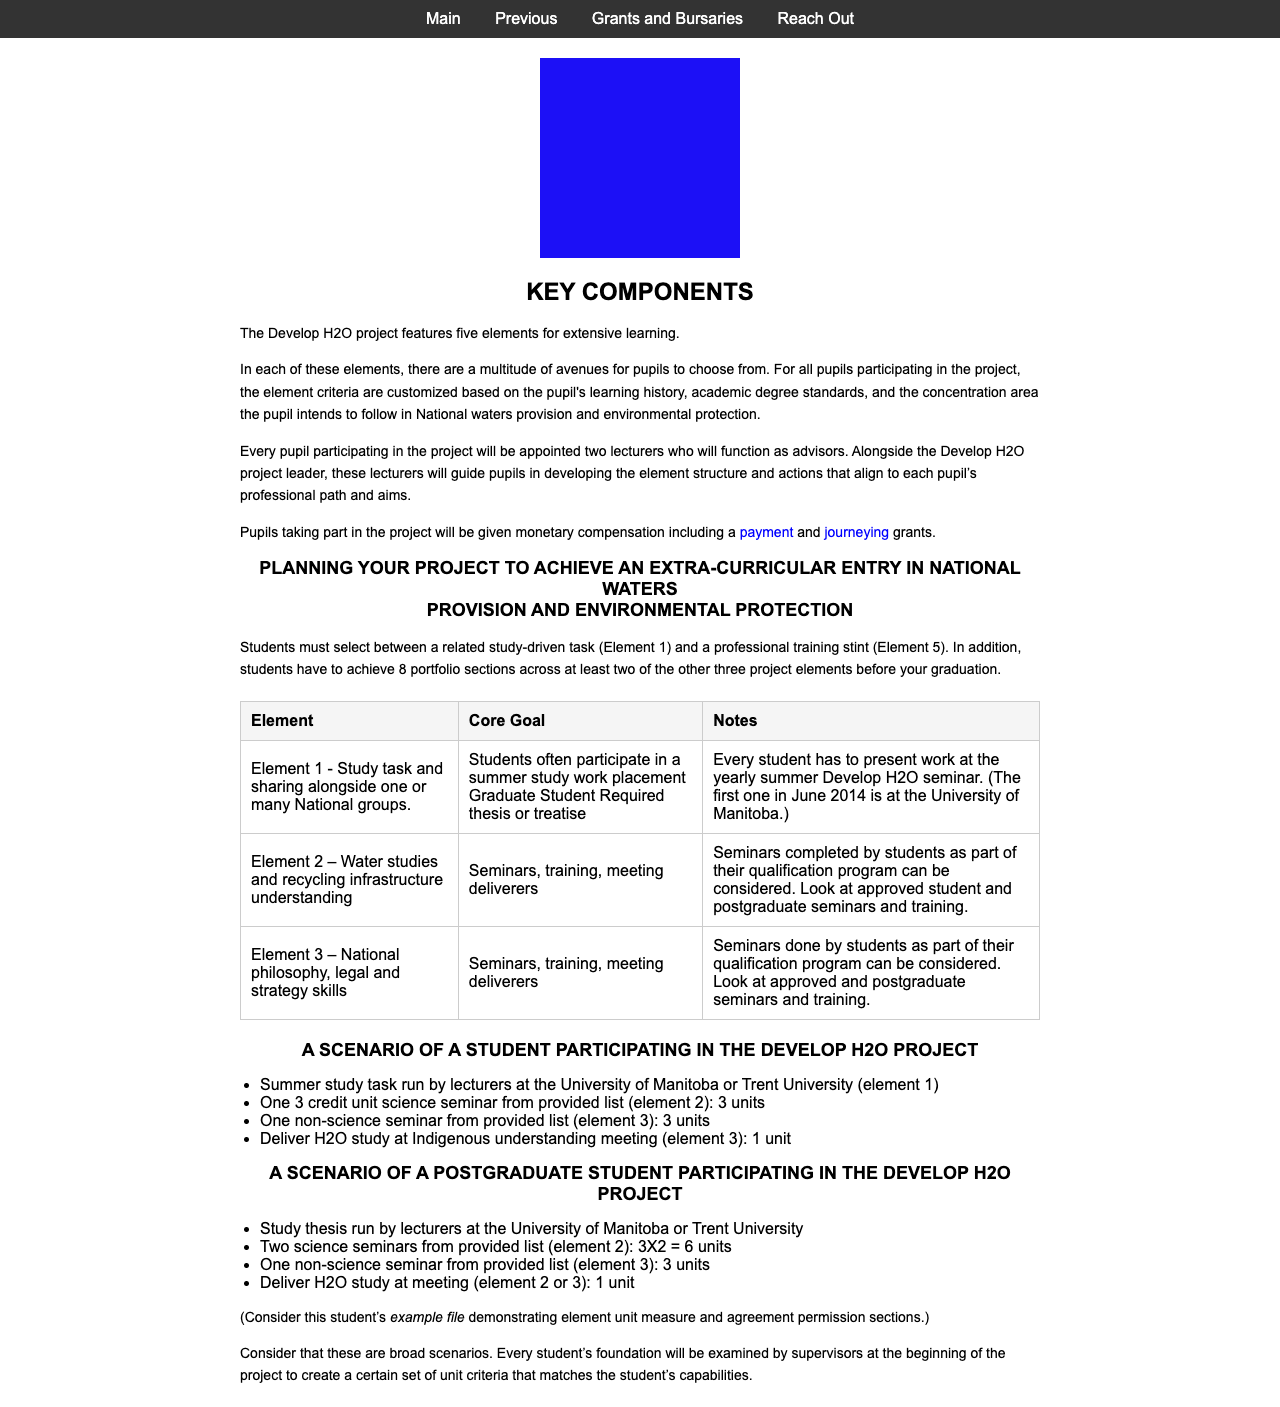 Main Previous Grants and Bursaries Reach Out
KEY COMPONENTS
The Develop H2O project features five elements for extensive learning.
In each of these elements, there are a multitude of avenues for pupils to choose from. For all pupils participating in the project,
the element criteria are customized based on the pupil's learning history, academic degree standards, and the concentration area
the pupil intends to follow in National waters provision and environmental protection.
Every pupil participating in the project will be appointed two lecturers who will function as advisors. Alongside the Develop H2O
project leader, these lecturers will guide pupils in developing the element structure and actions that align to each pupil’s
professional path and aims.
Pupils taking part in the project will be given monetary compensation including a payment and journeying grants.
PLANNING YOUR PROJECT TO ACHIEVE AN EXTRA-CURRICULAR ENTRY IN NATIONAL
WATERS
PROVISION AND ENVIRONMENTAL PROTECTION
Students must select between a related study-driven task (Element 1) and a professional training stint (Element 5). In addition,
students have to achieve 8 portfolio sections across at least two of the other three project elements before your graduation.
Element
Core Goal
Notes
Element 1 - Study task and
sharing alongside one or
many National groups.
Students often participate in a
summer study work placement
Graduate Student Required
thesis or treatise
Every student has to present work at the
yearly summer Develop H2O seminar. (The
first one in June 2014 is at the University of
Manitoba.)
Element 2 – Water studies
and recycling infrastructure
understanding
Seminars, training, meeting
deliverers
Seminars completed by students as part of
their qualification program can be
considered. Look at approved student and
postgraduate seminars and training.
Element 3 – National
philosophy, legal and
strategy skills
Seminars, training, meeting
deliverers
Seminars done by students as part of their
qualification program can be considered.
Look at approved and postgraduate
seminars and training.
A SCENARIO OF A STUDENT PARTICIPATING IN THE DEVELOP H2O PROJECT
• Summer study task run by lecturers at the University of Manitoba or Trent University (element 1)
• One 3 credit unit science seminar from provided list (element 2): 3 units
• One non-science seminar from provided list (element 3): 3 units
• Deliver H2O study at Indigenous understanding meeting (element 3): 1 unit
A SCENARIO OF A POSTGRADUATE STUDENT PARTICIPATING IN THE DEVELOP H2O
PROJECT
• Study thesis run by lecturers at the University of Manitoba or Trent University
• Two science seminars from provided list (element 2): 3X2 = 6 units
• One non-science seminar from provided list (element 3): 3 units
• Deliver H2O study at meeting (element 2 or 3): 1 unit
(Consider this student’s example file demonstrating element unit measure and agreement permission sections.)
Consider that these are broad scenarios. Every student’s foundation will be examined by supervisors at the beginning of the
project to create a certain set of unit criteria that matches the student’s capabilities.